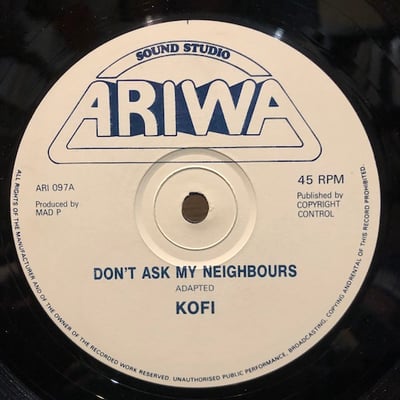 SOUND STUDIO
ARIWA
ARI 097A
45 RPM
Produced by
MAD P
Published by
COPYRIGHT
CONTROL
DON'T ASK MY NEIGHBOURS
ADAPTED
KOFI
ALL RIGHTS OF THE MANUFACTURER AND OF THE OWNER OF THE RECORDED WORK RESERVED. UNAUTHORISED PUBLIC PERFORMANCE, BROADCASTING, COPYING AND RENTAL OF THIS RECORD PROHIBITED.